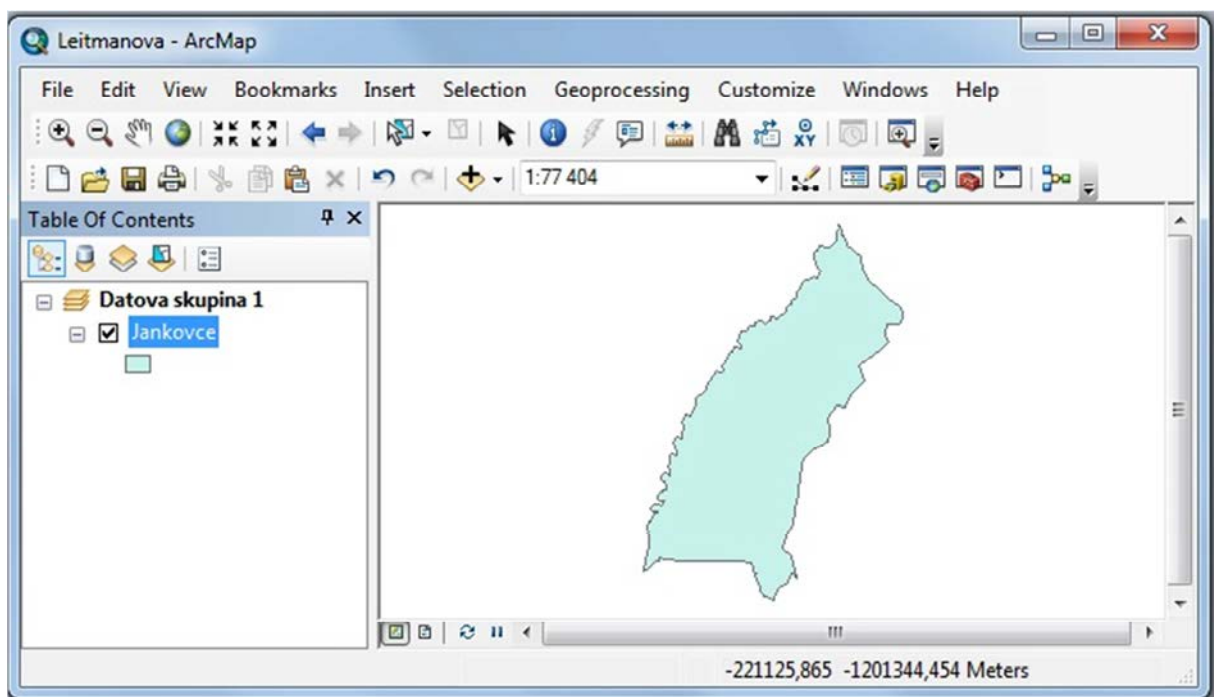 Leitmanova - ArcMap
File Edit View Bookmarks Insert Selection Geoprocessing Customize Windows Help
XY
1:77 404
Table Of Contents
Datova skupina 1
Jankovce
-221125,865 -1201344,454 Meters